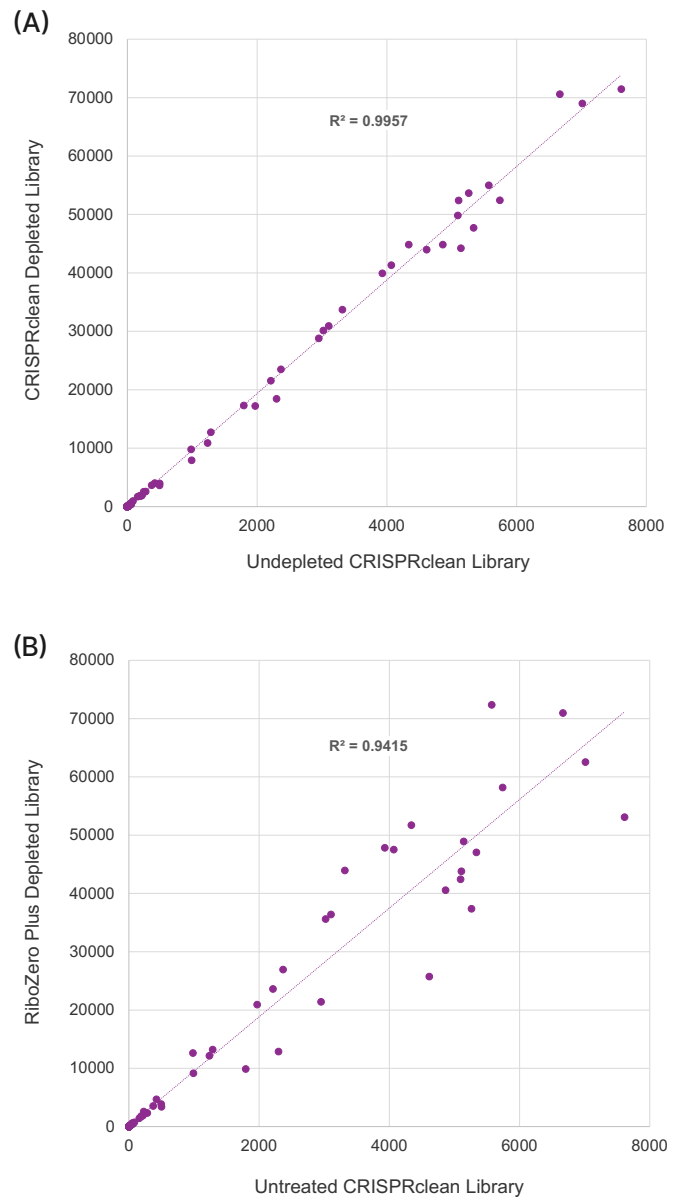 (A)
80000
70000
60000
50000
40000
30000
20000
10000
0
CRISPRclean Depleted Library
R² = 0.9957
0 2000 4000 6000 8000
Undepleted CRISPRclean Library
(B)
80000
70000
60000
50000
40000
30000
20000
10000
0
RiboZero Plus Depleted Library
R² = 0.9415
0 2000 4000 6000 8000
Untreated CRISPRclean Library